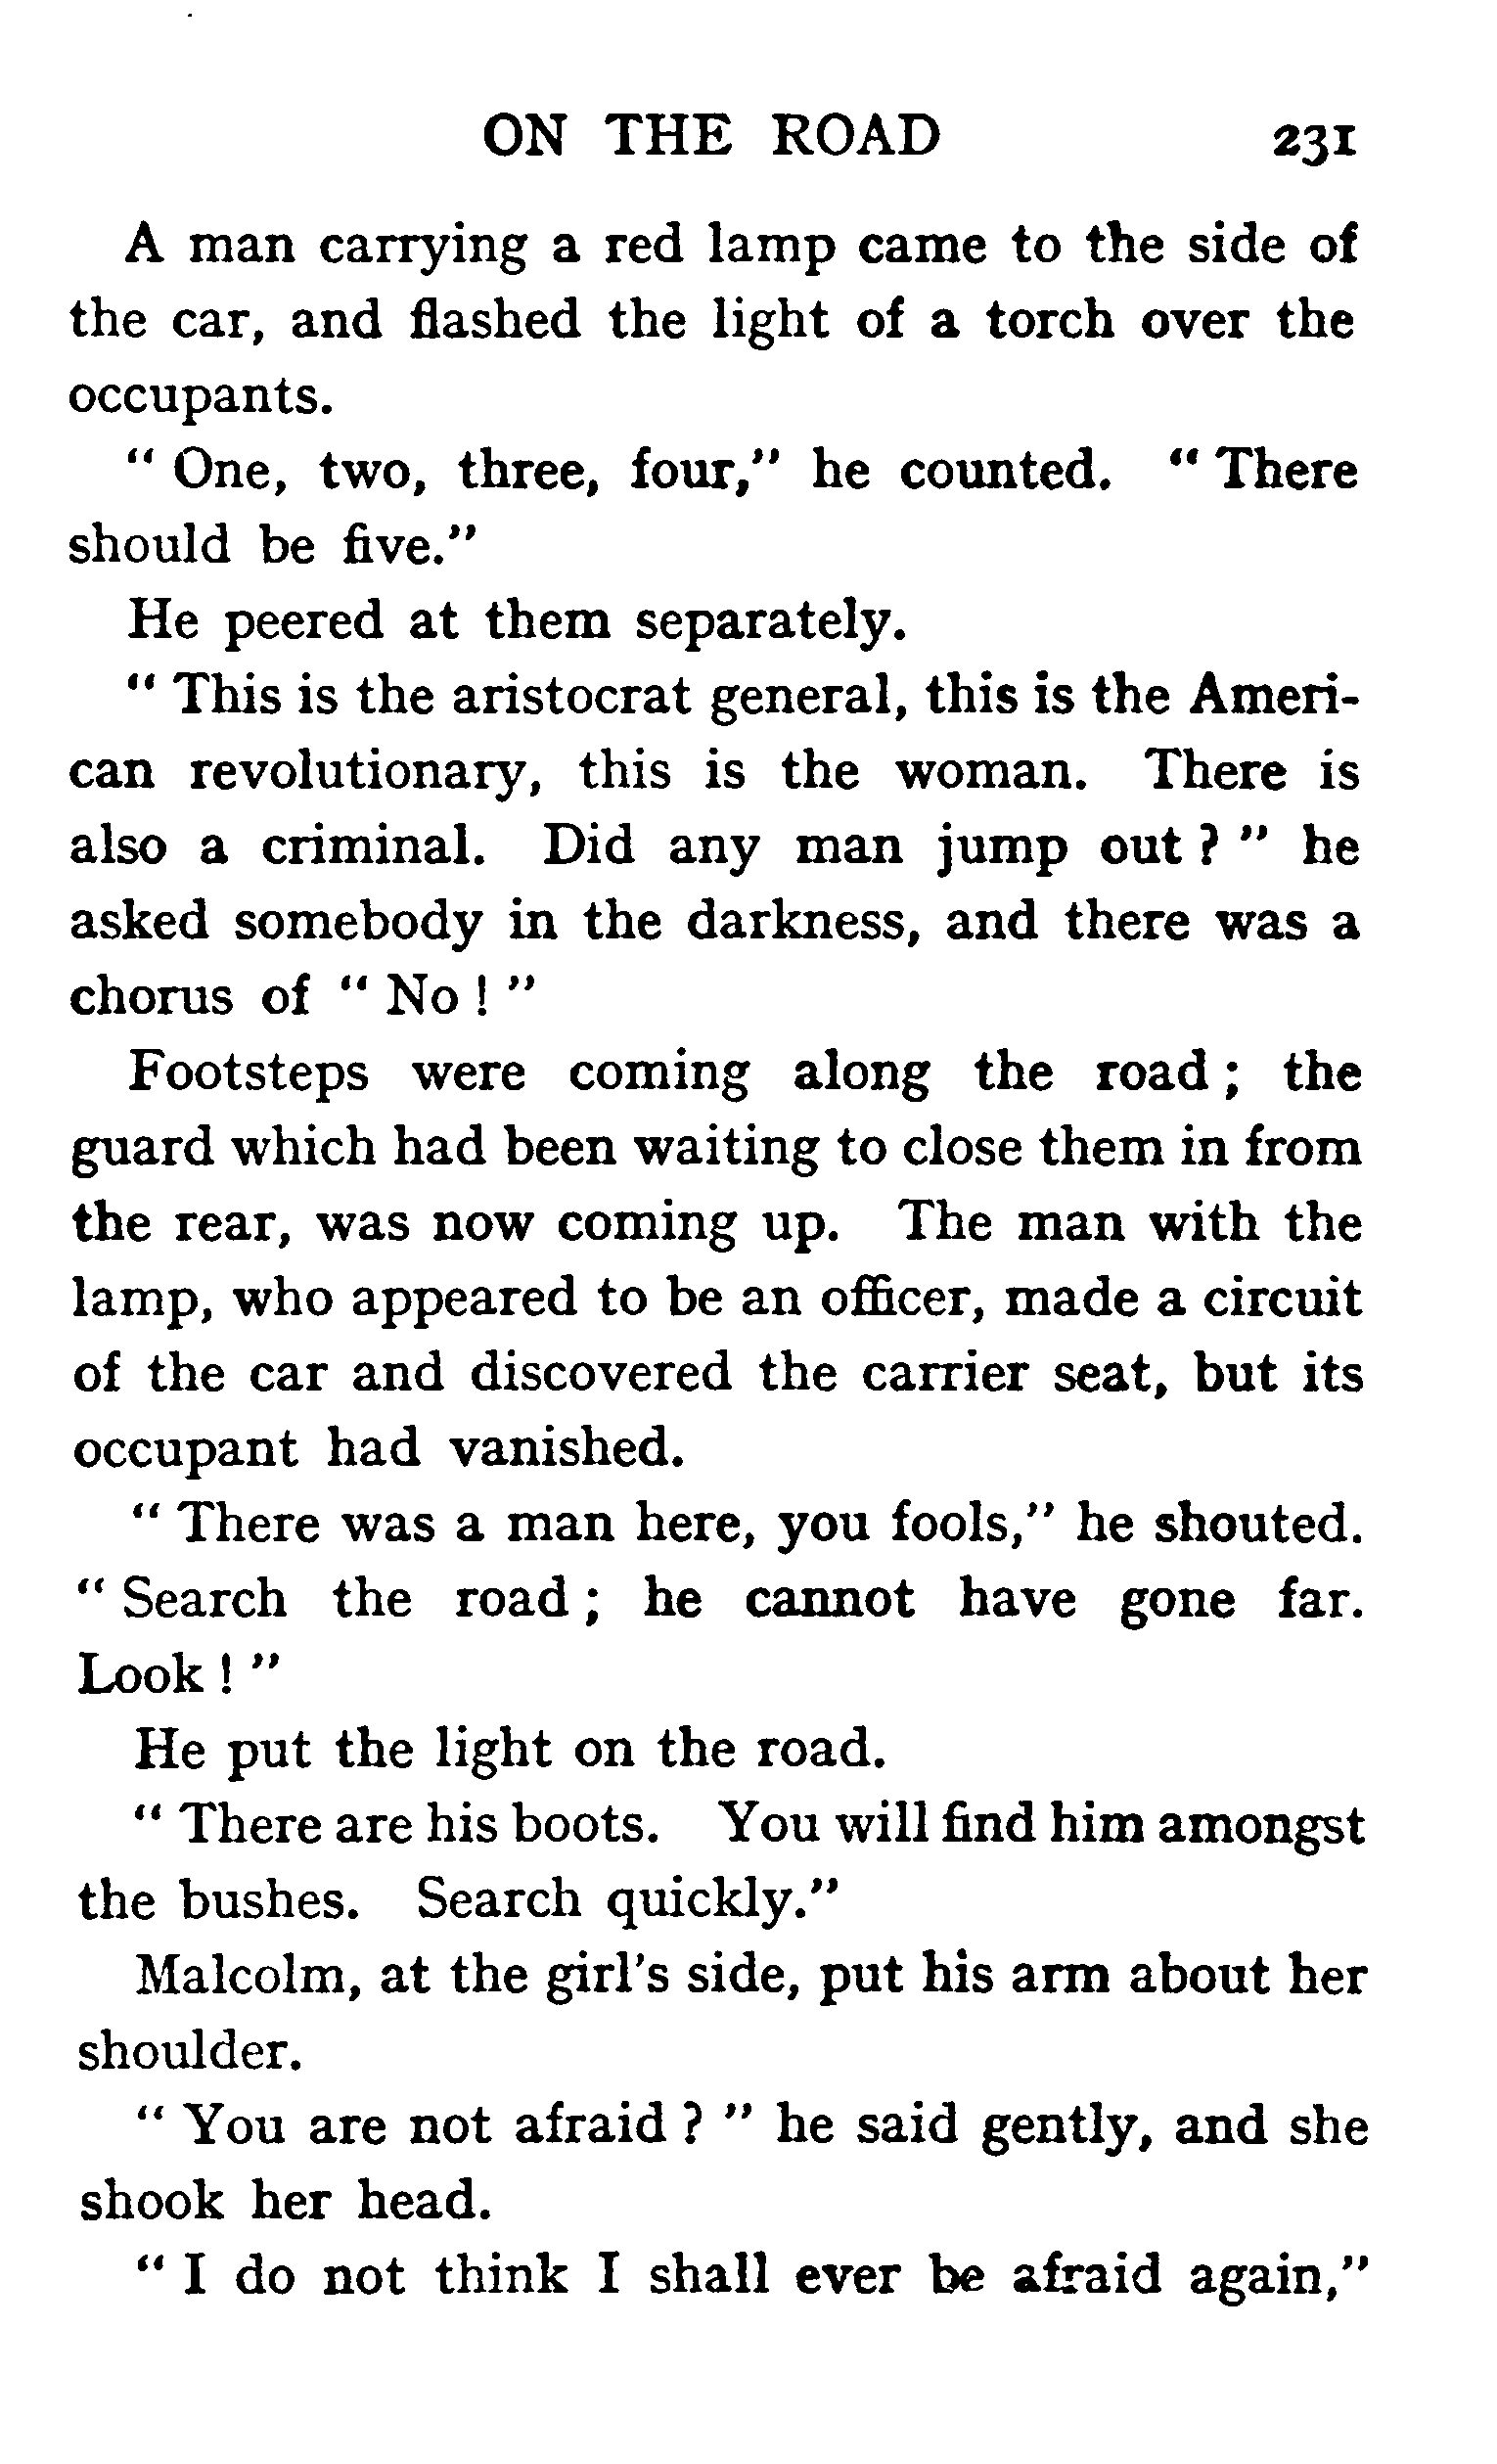 ON THE ROAD 231
A man carrying a red lamp came to the side of
the car, and flashed the light of a torch over the
occupants.
" One, two, three, four," he counted. " There
should be five."
He peered at them separately.
" This is the aristocrat general, this is the Ameri-
can revolutionary, this is the woman. There is
also a criminal. Did any man jump out ? " he
asked somebody in the darkness, and there was a
chorus of " No ! "
Footsteps were coming along the road ; the
guard which had been waiting to close them in from
the rear, was now coming up. The man with the
lamp, who appeared to be an officer, made a circuit
of the car and discovered the carrier seat, but its
occupant had vanished.
" There was a man here, you fools," he shouted.
" Search the road ; he cannot have gone far.
Look ! "
He put the light on the road.
" There are his boots. You will find him amongst
the bushes. Search quickly."
Malcolm, at the girl's side, put his arm about her
shoulder.
" You are not afraid ? " he said gently, and she
shook her head.
" I do not think I shall ever be afraid again,"